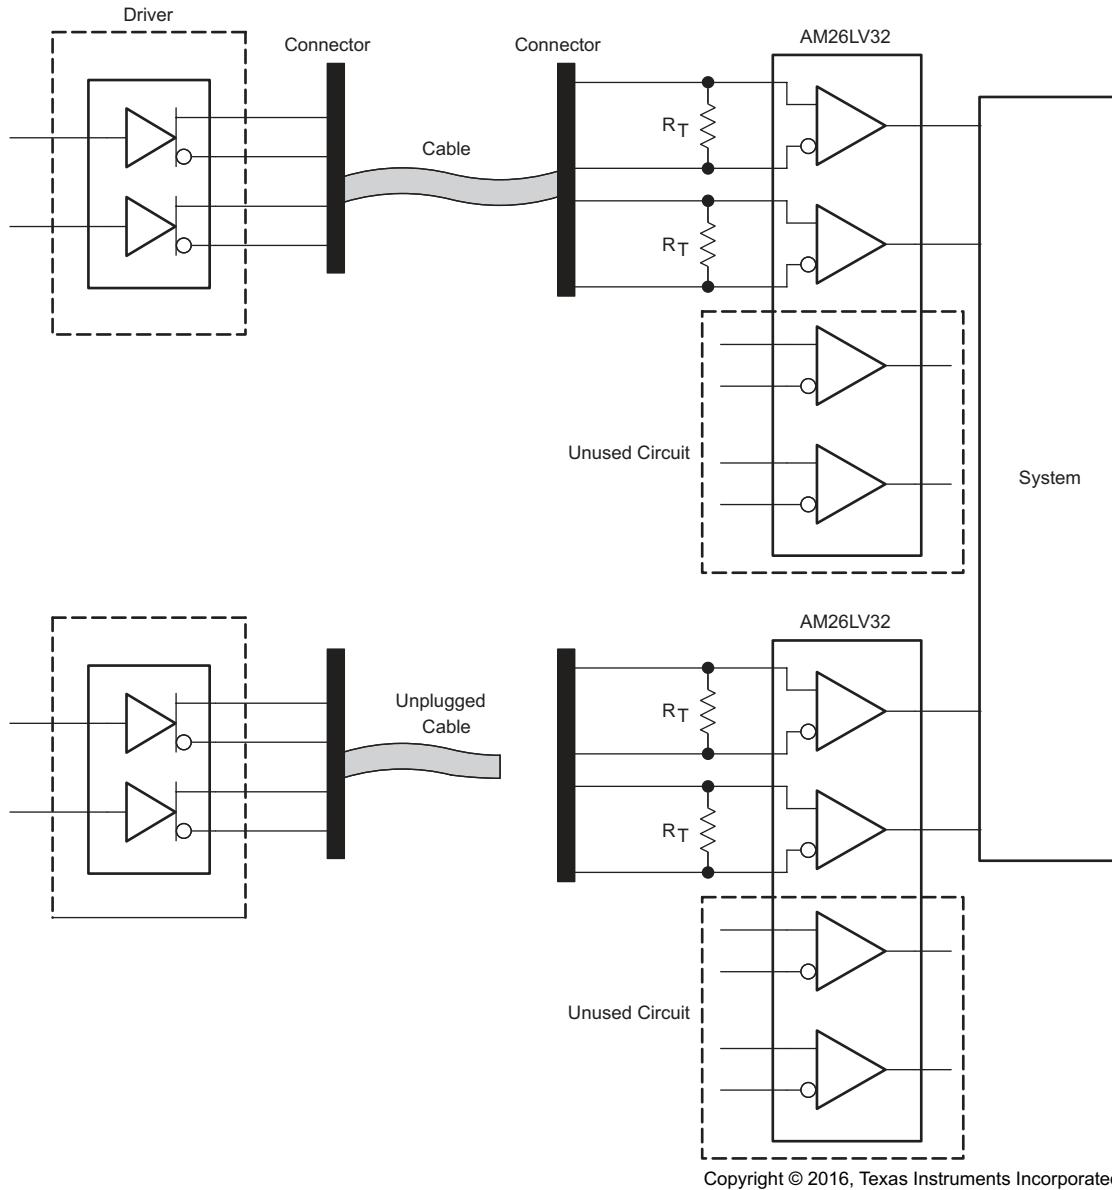 Driver
Connector
Connector
AM26LV32
Cable
RT
RT
Unused Circuit
System
AM26LV32
Unplugged
Cable
RT
RT
Unused Circuit
Copyright © 2016, Texas Instruments Incorporated